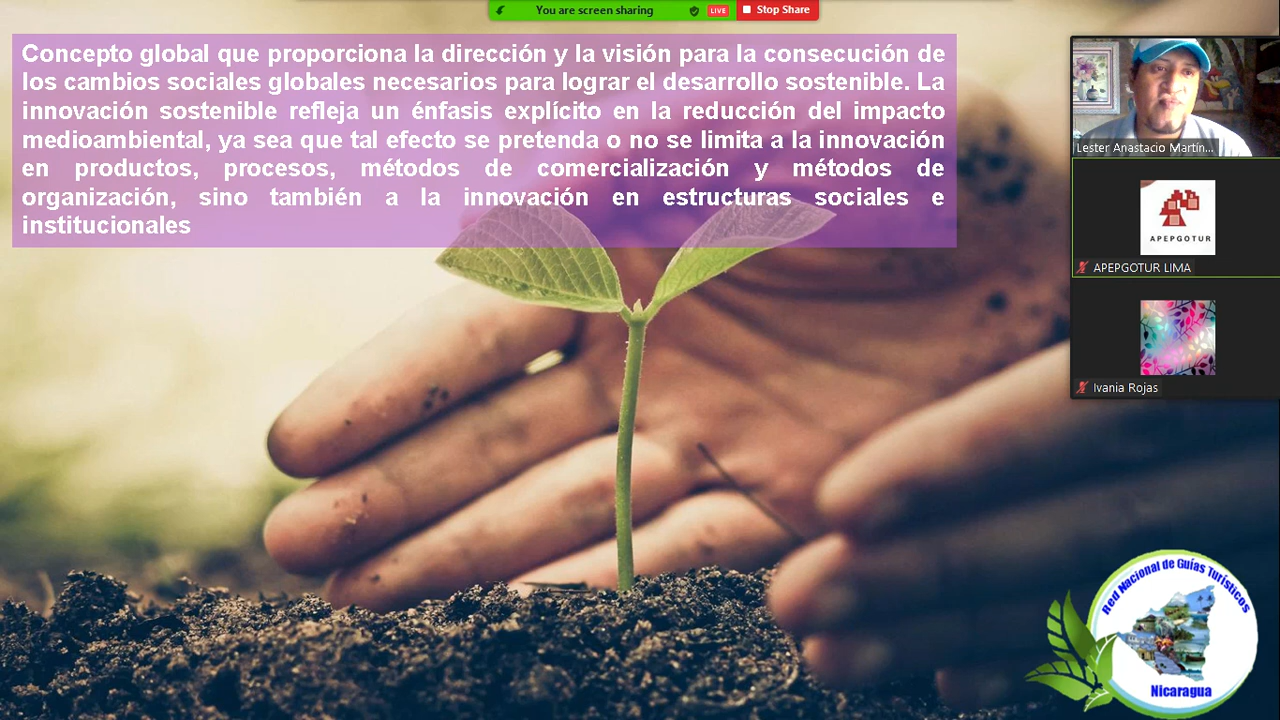 You are screen sharing
LIVE
Stop Share
Concepto global que proporciona la dirección y la visión para la consecución de
los cambios sociales globales necesarios para lograr el desarrollo sostenible. La
innovación sostenible refleja un énfasis explícito en la reducción del impacto
medioambiental, ya sea que tal efecto se pretenda o no se limita a la innovación
en productos, procesos, métodos de comercialización y métodos de
organización, sino también a la innovación en estructuras sociales e
institucionales
Lester Anastacio Martín...
APEPGOTUR
APEPGOTUR LIMA
Ivania Rojas
Red Nacional de Guías Turísticos
Nicaragua